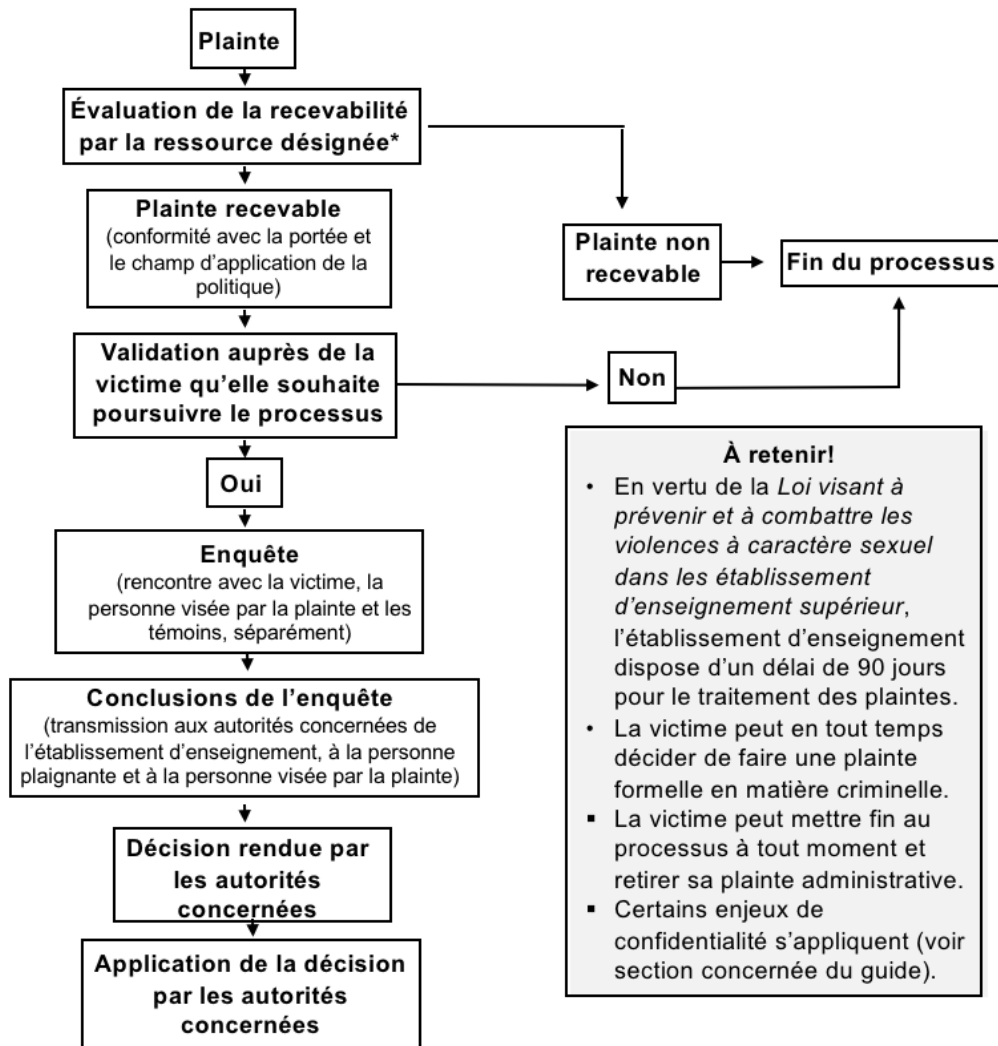 Plainte
Évaluation de la recevabilité
par la ressource désignée*
Plainte recevable
(conformité avec la portée et
le champ d'application de la
politique)
Plainte non
recevable
Fin du processus
Validation auprès de la
victime qu'elle souhaite
poursuivre le processus
Non
Oui
Enquête
(rencontre avec la victime, la
personne visée par la plainte et les
témoins, séparément)
Conclusions de l'enquête
(transmission aux autorités concernées de
l'établissement d'enseignement, à la personne
plaignante et à la personne visée par la plainte)
Décision rendue par
les autorités
concernées
Application de la décision
par les autorités
concernées
À retenir!
• En vertu de la Loi visant à
prévenir et à combattre les
violences à caractère sexuel
dans les établissement
d'enseignement supérieur,
l'établissement d'enseignement
dispose d'un délai de 90 jours
pour le traitement des plaintes.
• La victime peut en tout temps
décider de faire une plainte
formelle en matière criminelle.
▪ La victime peut mettre fin au
processus à tout moment et
retirer sa plainte administrative.
▪ Certains enjeux de
confidentialité s'appliquent (voir
section concernée du guide).